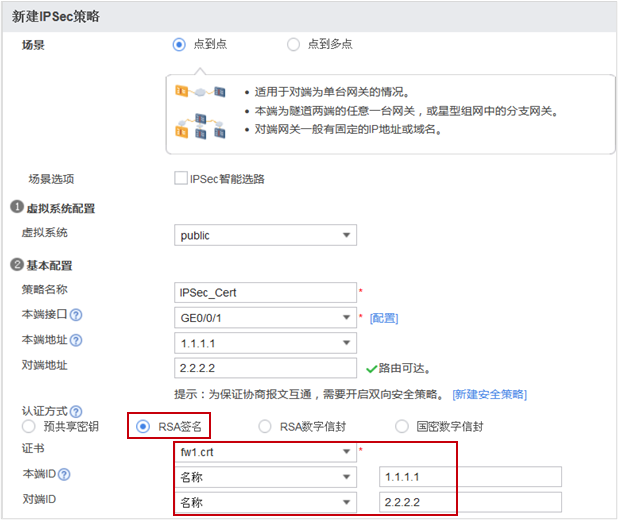 新建IPSec策略
场景 点到点 点到多点
• 适用于对端为单台网关的情况。
• 本端为隧道两端的任意一台网关，或星型组网中的分支网关。
• 对端网关一般有固定的IP地址或域名。
场景选项 IPSec智能选路
1 虚拟系统配置
虚拟系统 public
2 基本配置
策略名称 IPSec_Cert *
本端接口 ? GE0/0/1 * [配置]
本端地址 ? 1.1.1.1
对端地址 2.2.2.2 路由可达。
提示：为保证协商报文互通，需要开启双向安全策略。 [新建安全策略]
认证方式 ?
预共享密钥 RSA签名 RSA数字信封 国密数字信封
证书 fw1.crt *
本端ID ? 名称 1.1.1.1
对端ID 名称 2.2.2.2